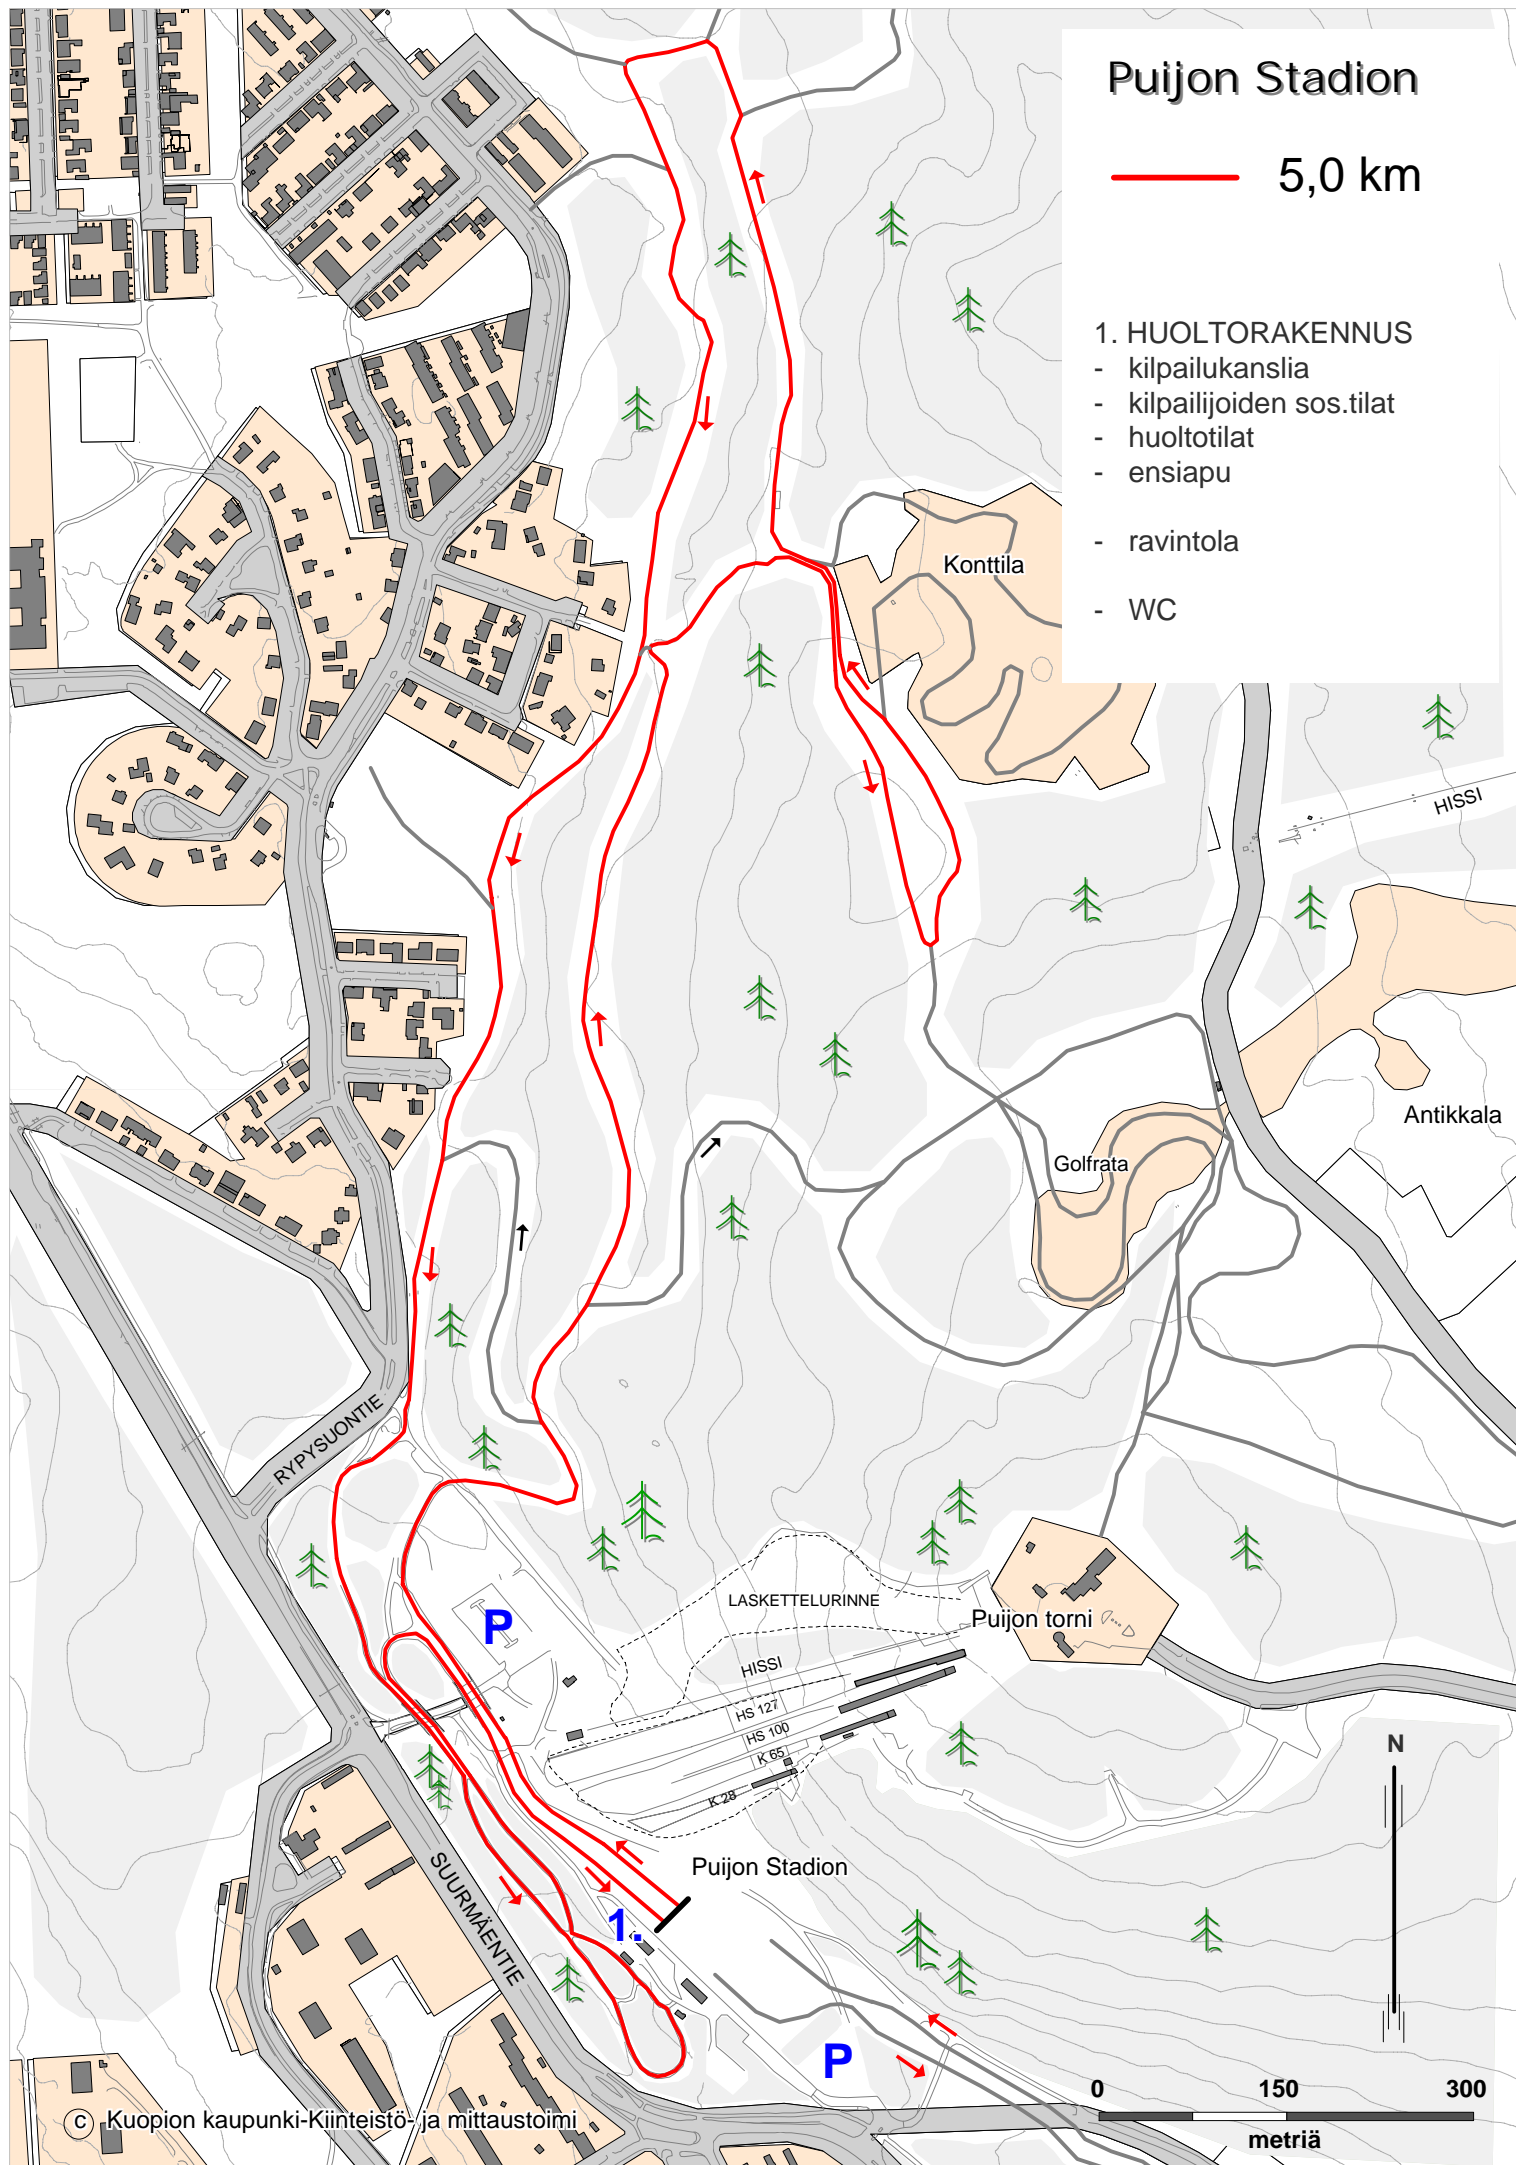 Puijon Stadion
5,0 km
1. HUOLTORAKENNUS
- kilpailukanslia
- kilpailijoiden sos.tilat
- huoltotilat
- ensiapu
- ravintola
- WC
Konttila
HISSI
Antikkala
Golfrata
RYPYSUONTIE
P
LASKETTELURINNE
Puijon torni
HISSI
HS 127
HS 100
K 65
K 28
N
SUURMÄENTIE
Puijon Stadion
1.
P
0 150 300
metriä
c Kuopion kaupunki-Kiinteistö- ja mittaustoimi